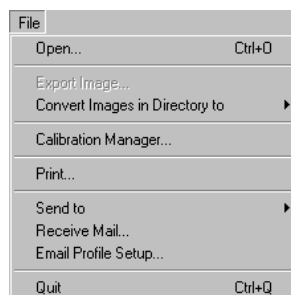 File
Open... Ctrl+O
Export Image...
Convert Images in Directory to
Calibration Manager...
Print...
Send to
Receive Mail...
Email Profile Setup...
Quit Ctrl+Q